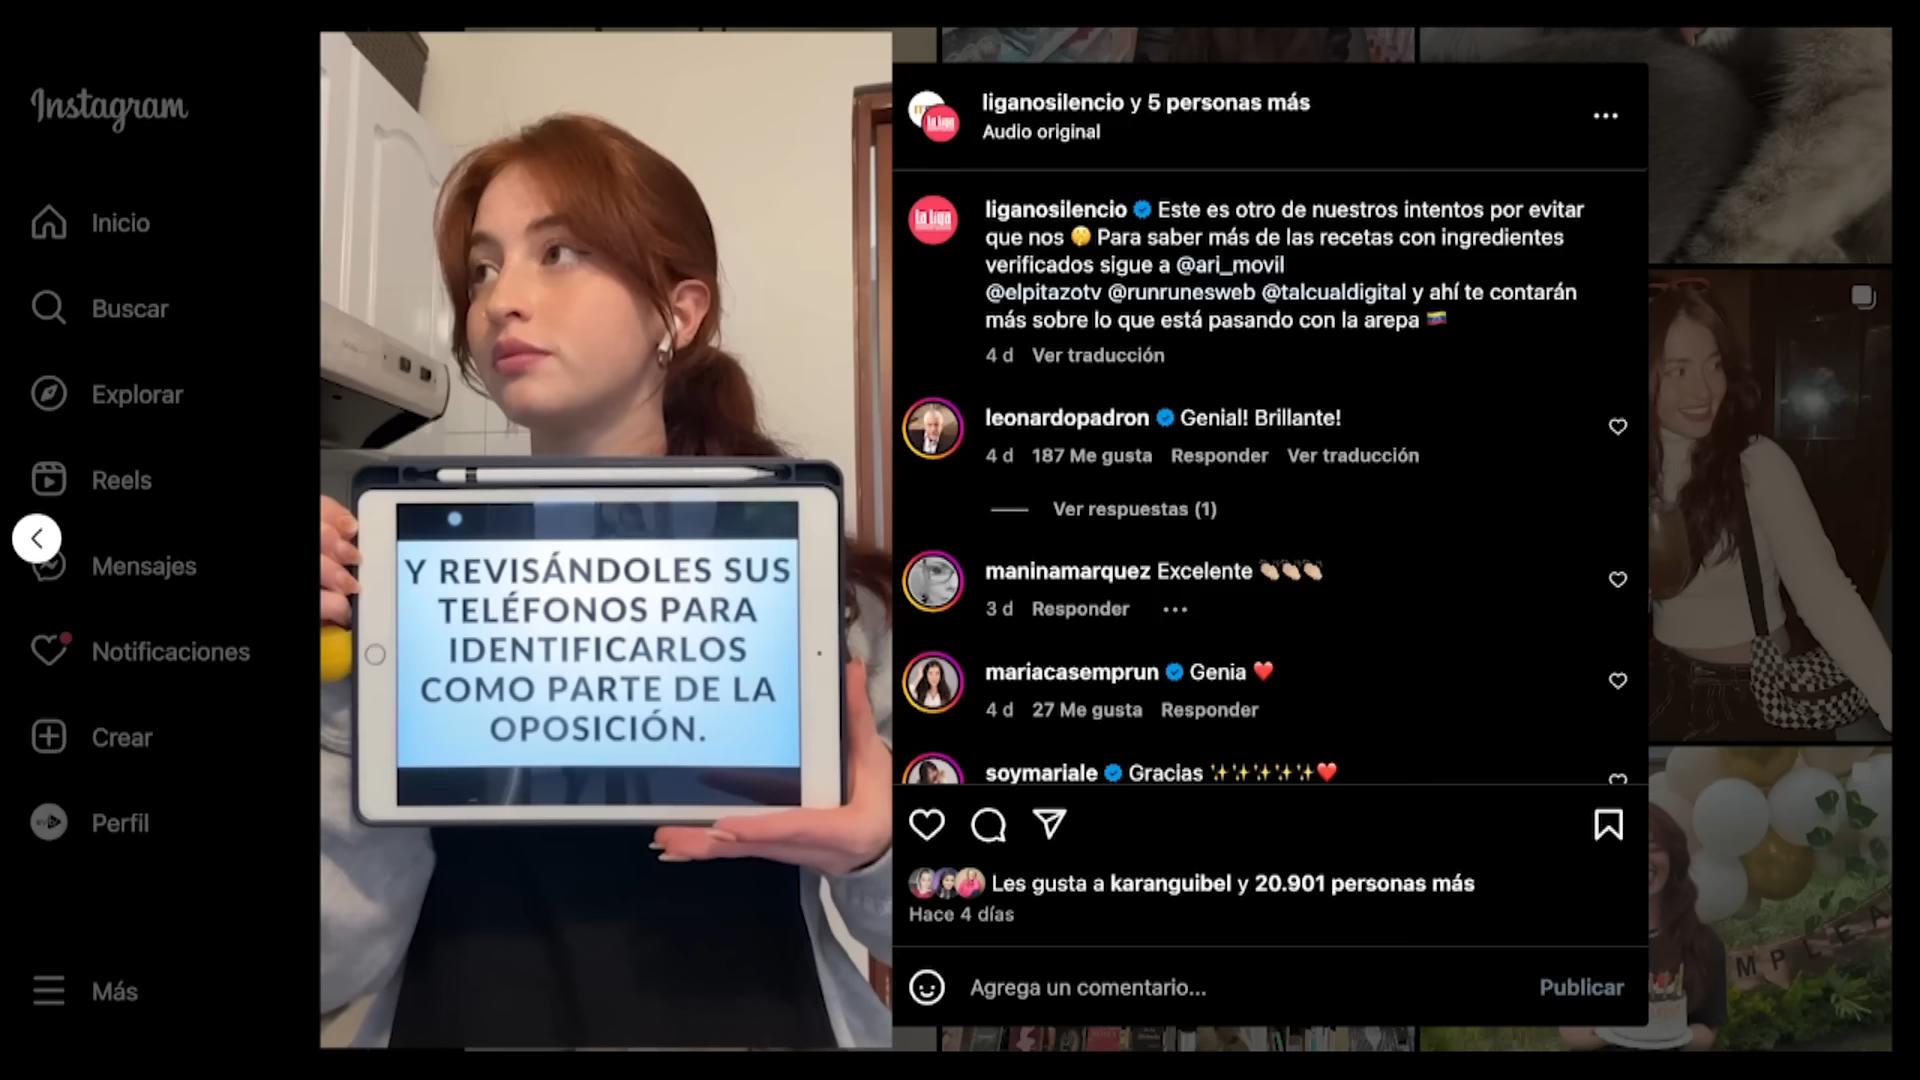 Instagram
Inicio
Buscar
Explorar
Reels
Mensajes
Notificaciones
Crear
Perfil
Más
Y REVISÁNDOLES SUS
TELÉFONOS PARA
IDENTIFICARLOS
COMO PARTE DE LA
OPOSICIÓN.
liganosilencio y 5 personas más
Audio original
la liga
liganosilencio Este es otro de nuestros intentos por evitar
que nos 🤫 Para saber más de las recetas con ingredientes
verificados sigue a @ari_movil
@elpitazotv @runrunesweb @talcualdigital y ahí te contarán
más sobre lo que está pasando con la arepa 🇻🇪
4 d Ver traducción
leonardopadron Genial! Brillante!
4 d 187 Me gusta Responder Ver traducción
Ver respuestas (1)
maninamarquez Excelente 👏🏻👏🏻👏🏻
3 d Responder
mariacasemprun Genia ❤️
4 d 27 Me gusta Responder
soymariale Gracias ✨✨✨✨✨❤️
Les gusta a karanguibel y 20.901 personas más
Hace 4 días
Agrega un comentario...
Publicar
MPLEA